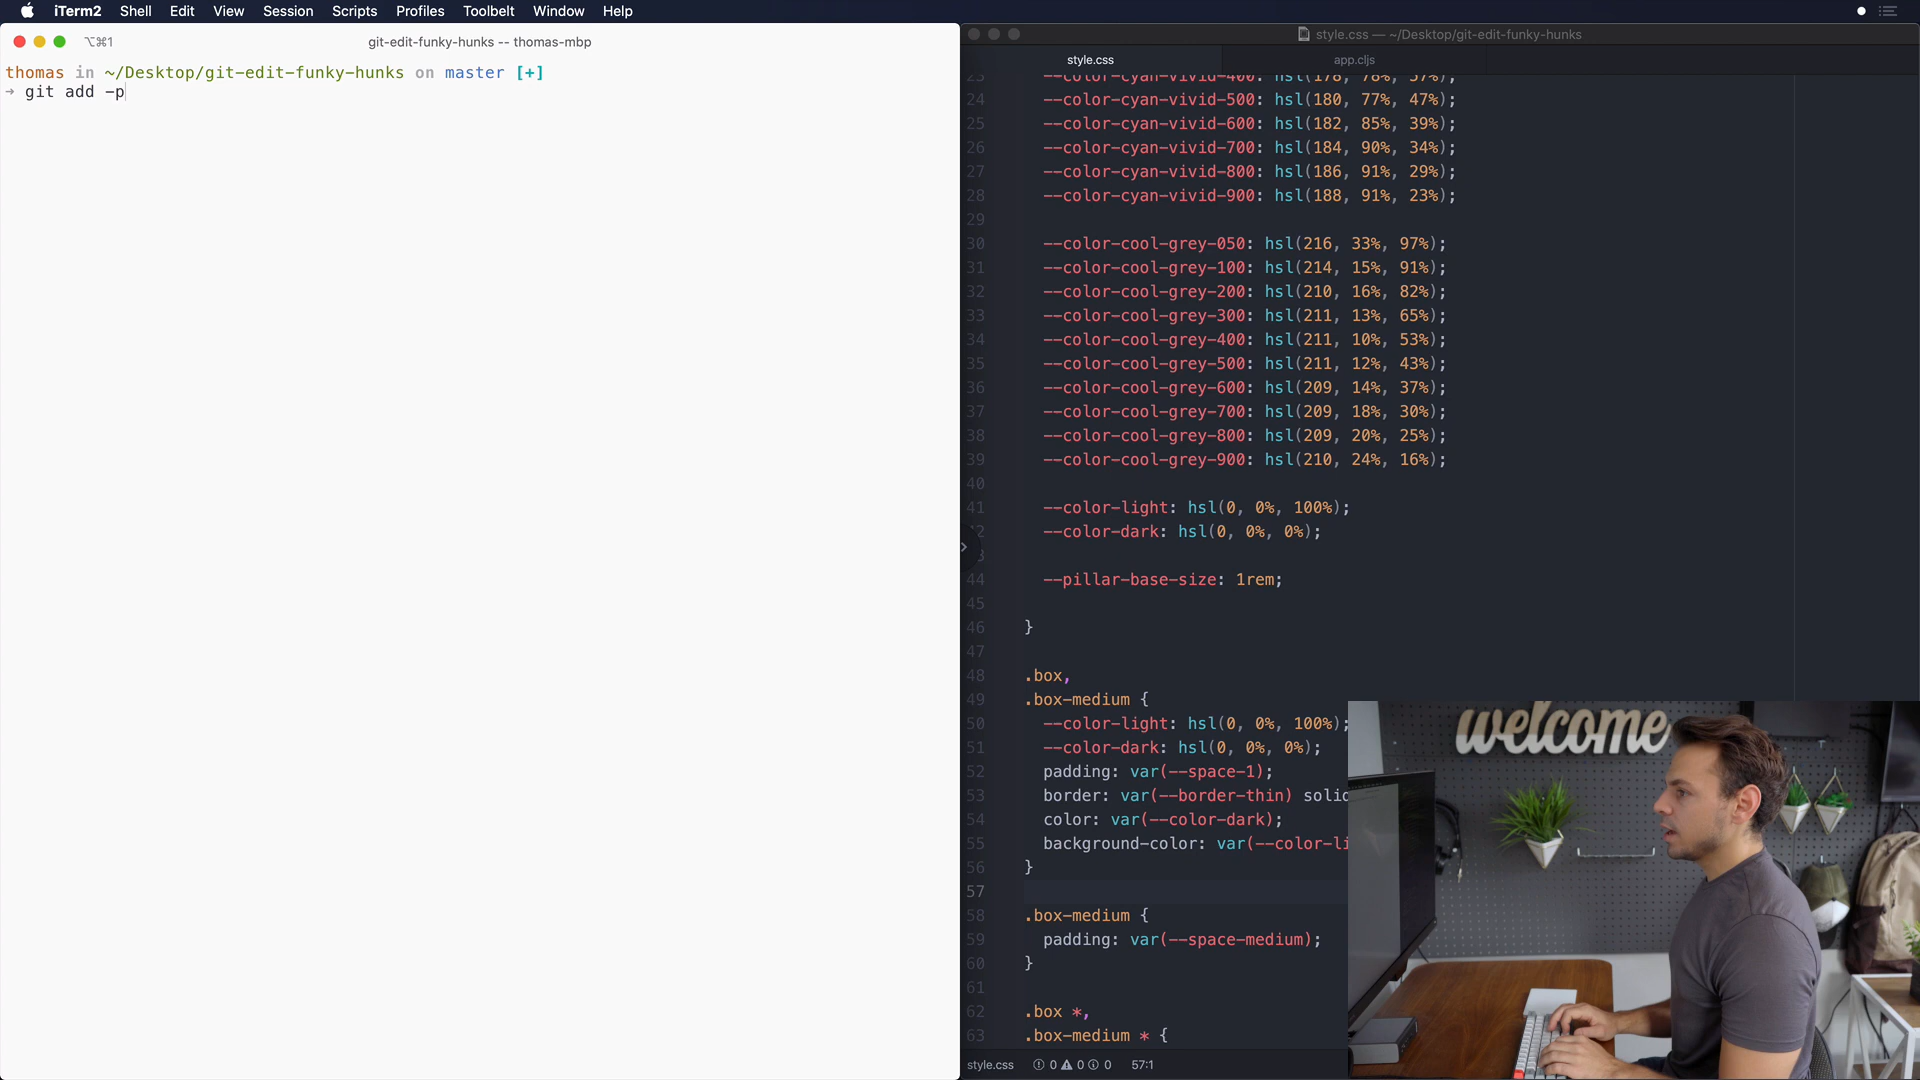 iTerm2 Shell Edit View Session Scripts Profiles Toolbelt Window Help
⌥⌘1 git-edit-funky-hunks -- thomas-mbp
thomas in ~/Desktop/git-edit-funky-hunks on master [+]
→ git add -p
style.css — ~/Desktop/git-edit-funky-hunks
style.css app.cljs
23 --color-cyan-vivid-400: hsl(178, 78%, 57%);
24 --color-cyan-vivid-500: hsl(180, 77%, 47%);
25 --color-cyan-vivid-600: hsl(182, 85%, 39%);
26 --color-cyan-vivid-700: hsl(184, 90%, 34%);
27 --color-cyan-vivid-800: hsl(186, 91%, 29%);
28 --color-cyan-vivid-900: hsl(188, 91%, 23%);
29
30 --color-cool-grey-050: hsl(216, 33%, 97%);
31 --color-cool-grey-100: hsl(214, 15%, 91%);
32 --color-cool-grey-200: hsl(210, 16%, 82%);
33 --color-cool-grey-300: hsl(211, 13%, 65%);
34 --color-cool-grey-400: hsl(211, 10%, 53%);
35 --color-cool-grey-500: hsl(211, 12%, 43%);
36 --color-cool-grey-600: hsl(209, 14%, 37%);
37 --color-cool-grey-700: hsl(209, 18%, 30%);
38 --color-cool-grey-800: hsl(209, 20%, 25%);
39 --color-cool-grey-900: hsl(210, 24%, 16%);
40
41 --color-light: hsl(0, 0%, 100%);
2 --color-dark: hsl(0, 0%, 0%);
3
44 --pillar-base-size: 1rem;
45
46 }
47
48 .box,
49 .box-medium {
50 --color-light: hsl(0, 0%, 100%);
51 --color-dark: hsl(0, 0%, 0%);
52 padding: var(--space-1);
53 border: var(--border-thin) solid
54 color: var(--color-dark);
55 background-color: var(--color-li
56 }
57
58 .box-medium {
59 padding: var(--space-medium);
60 }
61
62 .box *,
63 .box-medium * {
style.css 0 0 0 57:1
welcome